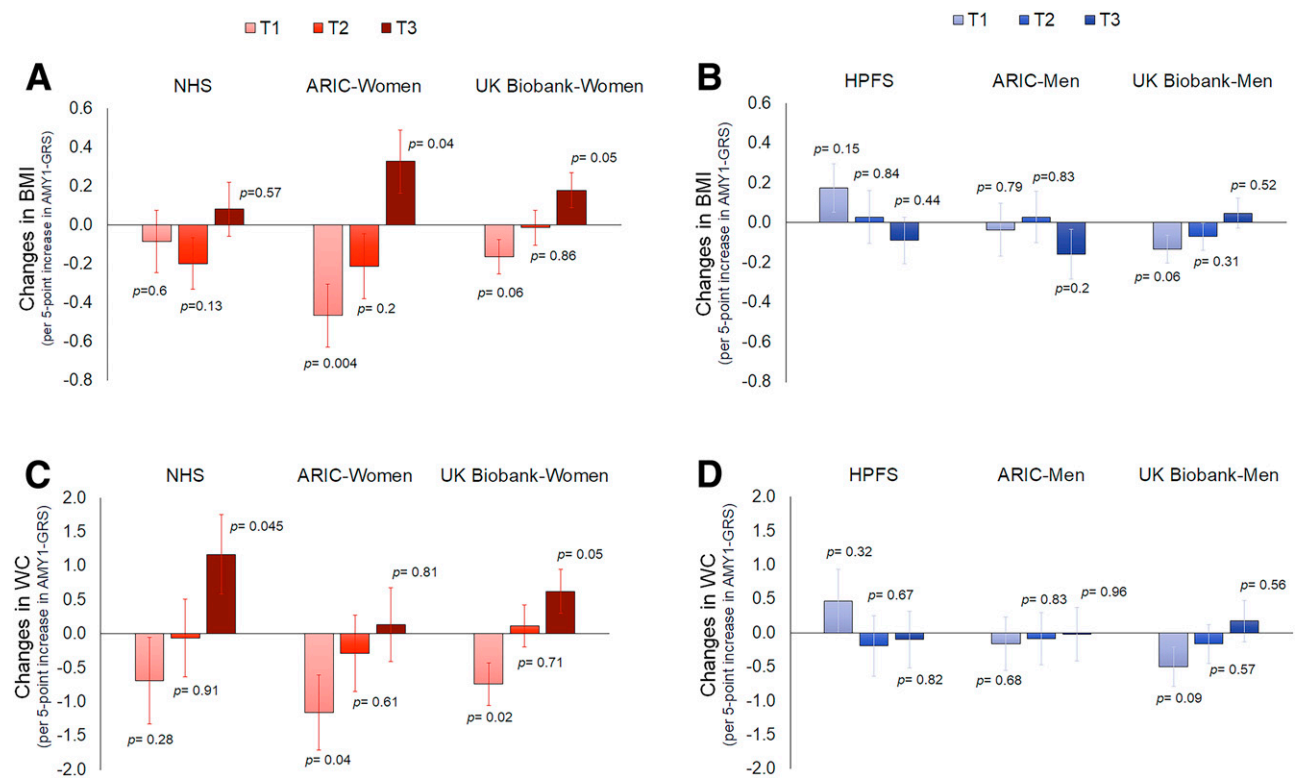 T1 T2 T3
T1 T2 T3
A
NHS ARIC-Women UK Biobank-Women
Changes in BMI
(per 5-point increase in AMY1-GRS)
0.6
0.4
0.2
0.0
-0.2
-0.4
-0.6
-0.8
p=0.6
p=0.13
p=0.57
p= 0.004
p= 0.2
p= 0.04
p= 0.06
p= 0.86
p= 0.05
B
HPFS ARIC-Men UK Biobank-Men
Changes in BMI
(per 5-point increase in AMY1-GRS)
0.6
0.4
0.2
0.0
-0.2
-0.4
-0.6
-0.8
p= 0.15
p= 0.84
p= 0.44
p= 0.79
p= 0.83
p=0.2
p= 0.06
p= 0.31
p= 0.52
C
NHS ARIC-Women UK Biobank-Women
Changes in WC
(per 5-point increase in AMY1-GRS)
2.0
1.5
1.0
0.5
0.0
-0.5
-1.0
-1.5
-2.0
p= 0.28
p= 0.91
p= 0.045
p= 0.04
p= 0.61
p= 0.81
p= 0.02
p= 0.71
p= 0.05
D
HPFS ARIC-Men UK Biobank-Men
Changes in WC
(per 5-point increase in AMY1-GRS)
2.0
1.5
1.0
0.5
0.0
-0.5
-1.0
-1.5
-2.0
p= 0.32
p= 0.67
p= 0.82
p= 0.68
p= 0.83
p= 0.96
p= 0.09
p= 0.57
p= 0.56